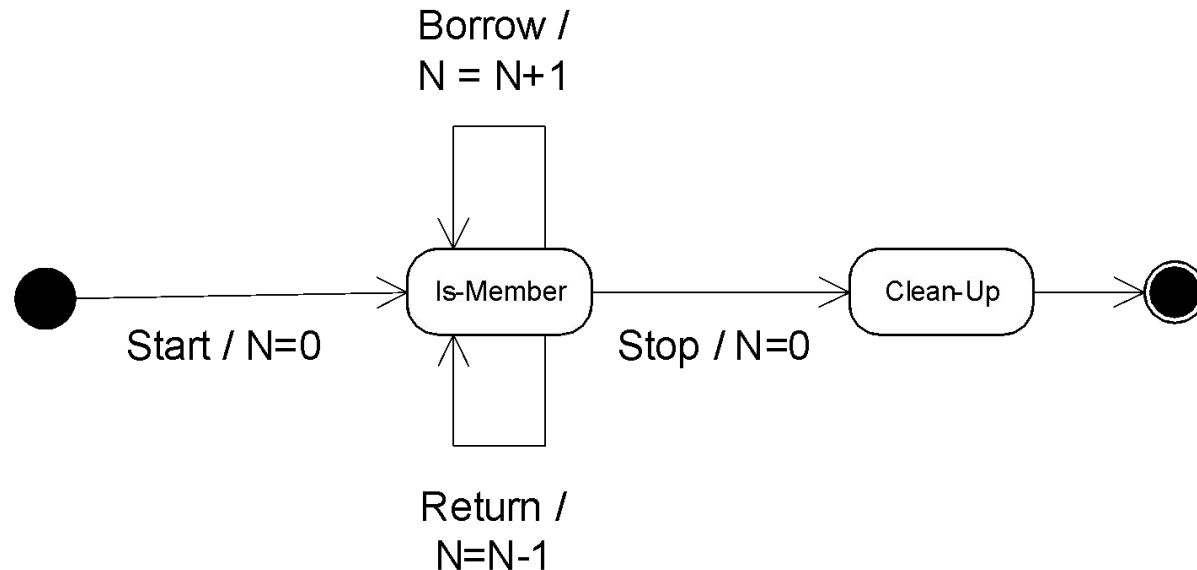 Borrow /
N = N+1
Is-Member
Clean-Up
Start / N=0
Stop / N=0
Return /
N=N-1